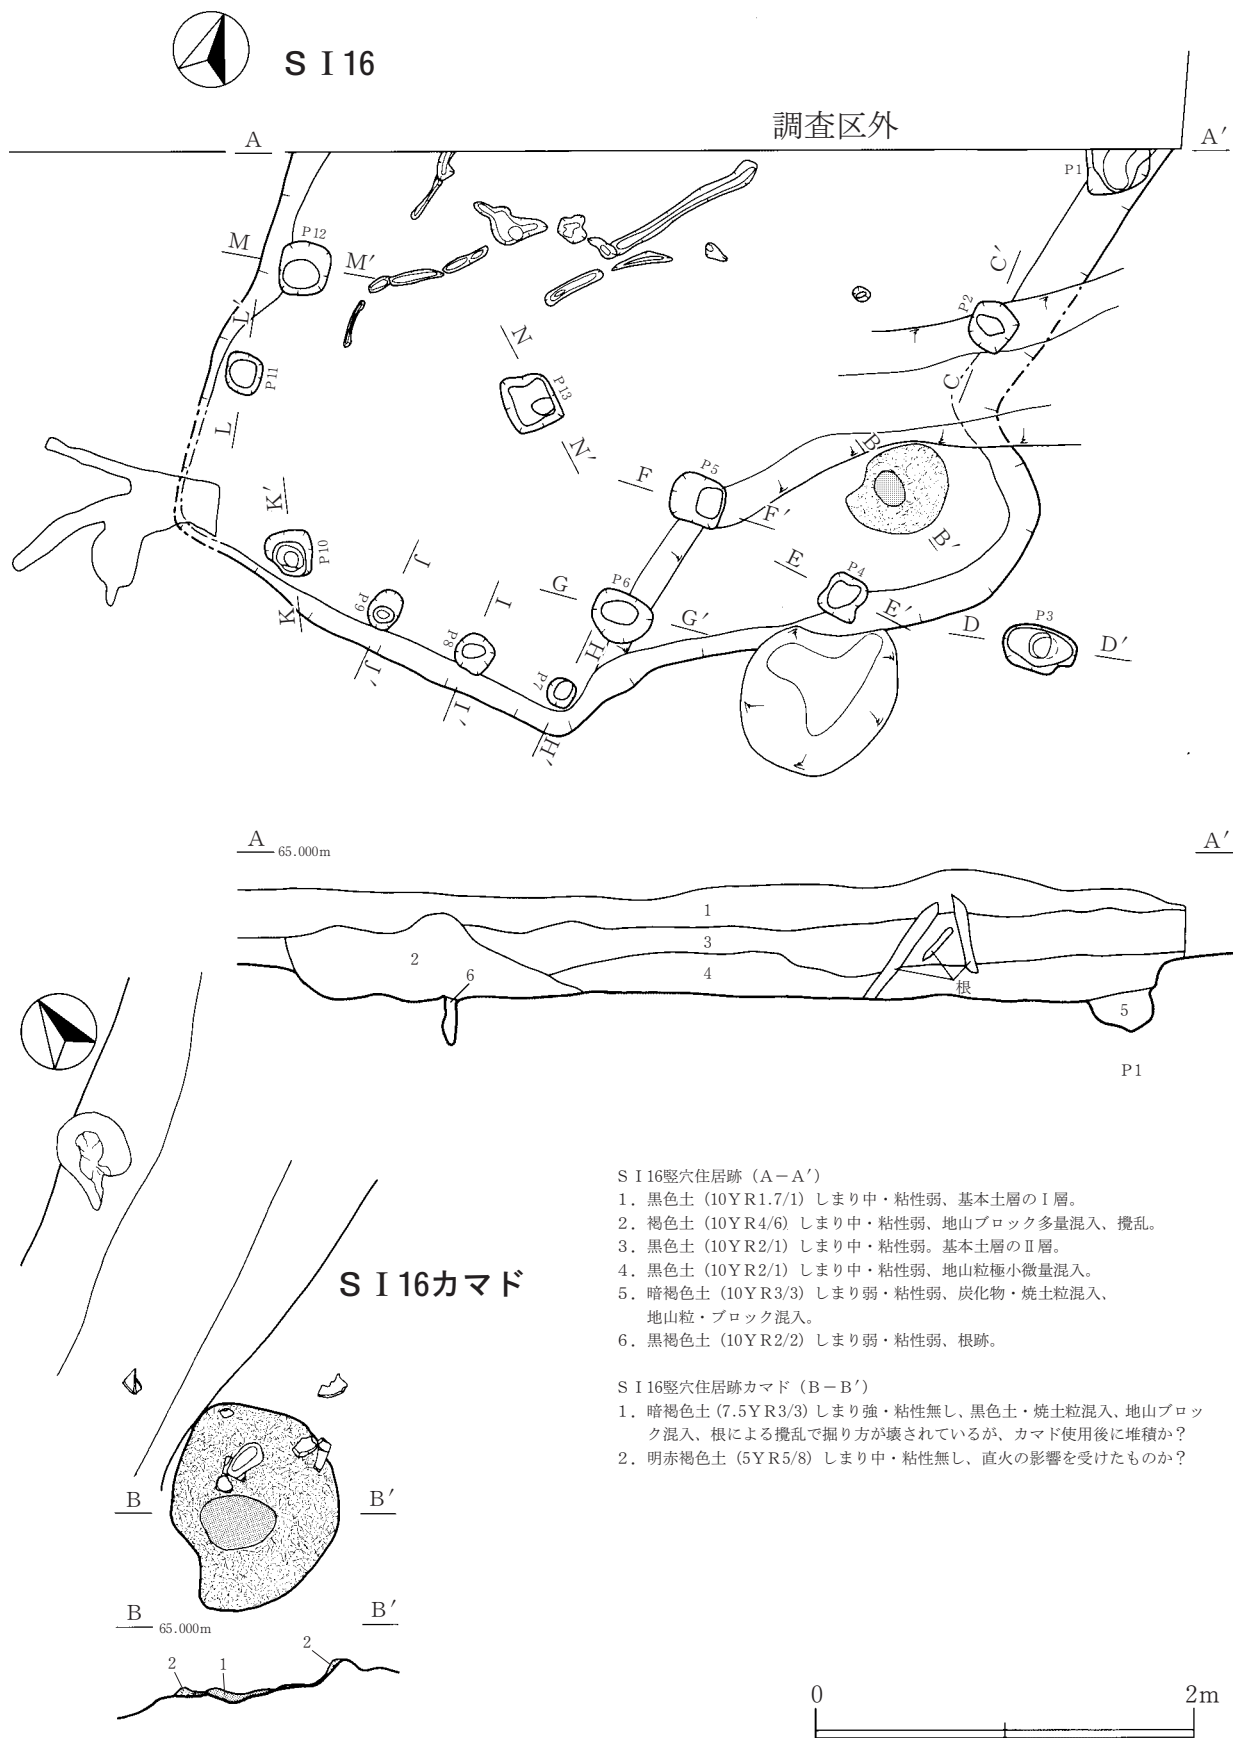 S I 16
調査区外
A
A′
P1
P12
M
M′
C′
L′
P2
N
P11
P13
C
L
B
N′
F
P5
F′
K′
B′
P10
J
E
P4
G
P6
I
E′
P9
K
G′
D
P3
D′
P8
H
P7
J′
I′
H′
A 65.000m
A′
1
3
2
4
6
根
5
P1
S I 16竪穴住居跡（A－A′）
1．黒色土（10YR1.7/1）しまり中・粘性弱、基本土層のⅠ層。
2．褐色土（10YR4/6）しまり中・粘性弱、地山ブロック多量混入、攪乱。
3．黒色土（10YR2/1）しまり中・粘性弱。基本土層のⅡ層。
4．黒色土（10YR2/1）しまり中・粘性弱、地山粒極小微量混入。
5．暗褐色土（10YR3/3）しまり弱・粘性弱、炭化物・焼土粒混入、
地山粒・ブロック混入。
6．黒褐色土（10YR2/2）しまり弱・粘性弱、根跡。
S I 16カマド
S I 16竪穴住居跡カマド（B－B′）
1．暗褐色土（7.5YR3/3）しまり強・粘性無し、黒色土・焼土粒混入、地山ブロッ
ク混入、根による攪乱で掘り方が壊されているが、カマド使用後に堆積か？
2．明赤褐色土（5YR5/8）しまり中・粘性無し、直火の影響を受けたものか？
B
B′
B 65.000m
B′
2
1
2
0
2m